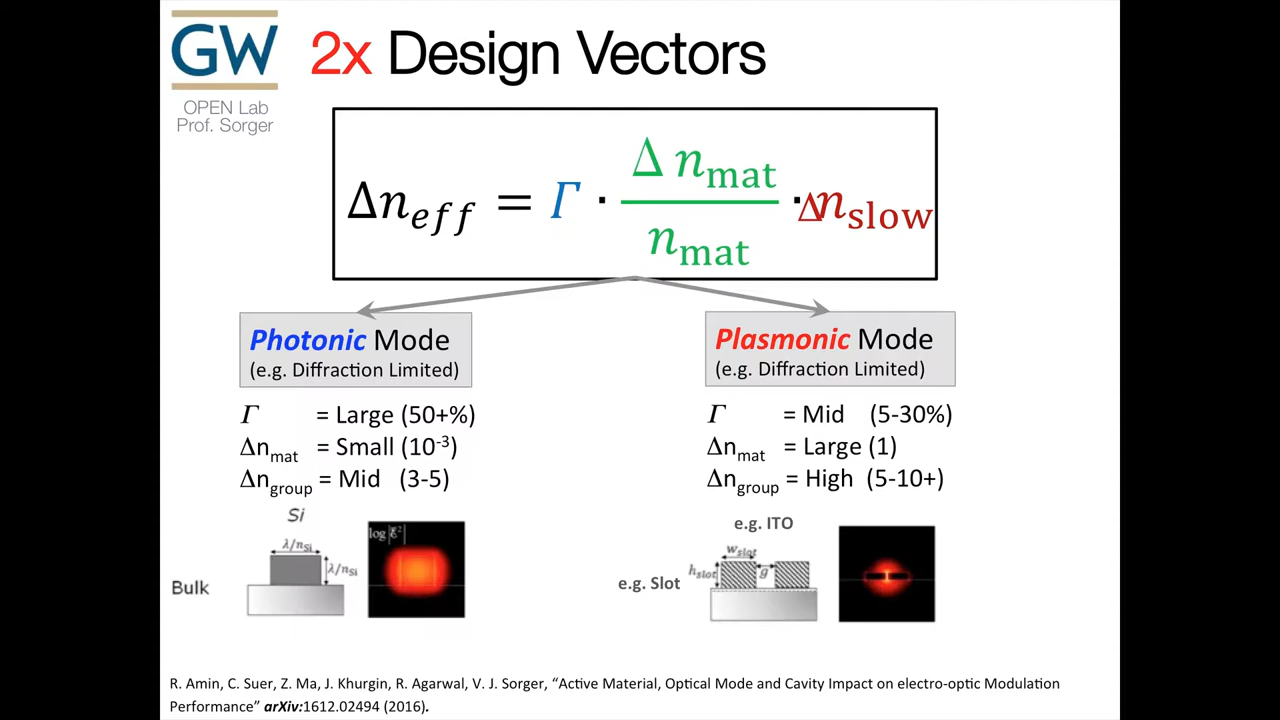 GW
OPEN Lab
Prof. Sorger
2x Design Vectors
Δn_eff = Γ · Δ n_mat / n_mat · Δn_slow
Photonic Mode
(e.g. Diffraction Limited)
Γ = Large (50+%)
Δn_mat = Small (10^-3)
Δn_group = Mid (3-5)
Si
λ/n_Si
λ/n_Si
Bulk
log|E^2|
Plasmonic Mode
(e.g. Diffraction Limited)
Γ = Mid (5-30%)
Δn_mat = Large (1)
Δn_group = High (5-10+)
e.g. ITO
w_slot
h_slot
g
e.g. Slot
R. Amin, C. Suer, Z. Ma, J. Khurgin, R. Agarwal, V. J. Sorger, “Active Material, Optical Mode and Cavity Impact on electro-optic Modulation
Performance” arXiv:1612.02494 (2016).